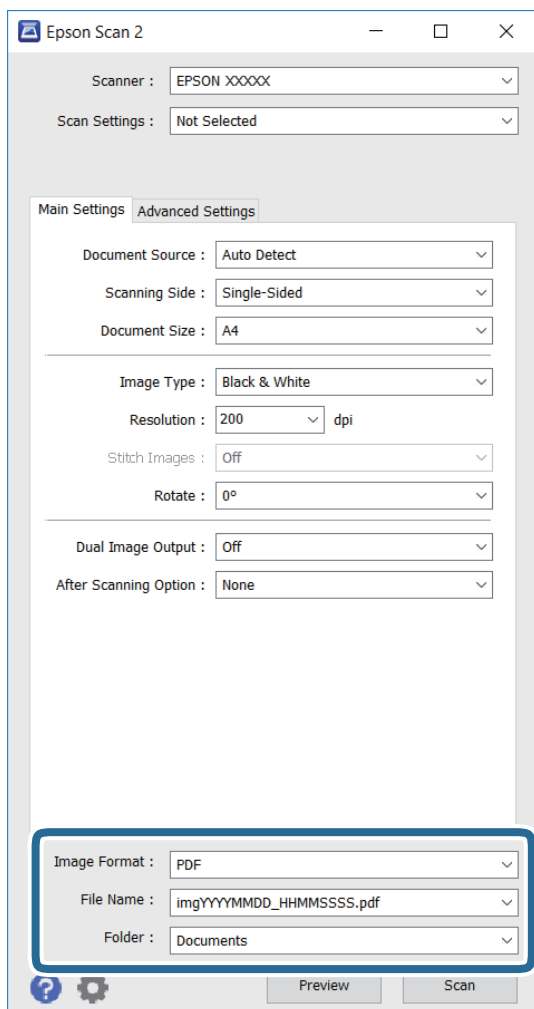 Epson Scan 2
Scanner : EPSON XXXXX
Scan Settings : Not Selected
Main Settings Advanced Settings
Document Source : Auto Detect
Scanning Side : Single-Sided
Document Size : A4
Image Type : Black & White
Resolution : 200 dpi
Stitch Images : Off
Rotate : 0°
Dual Image Output : Off
After Scanning Option : None
Image Format : PDF
File Name : imgYYYYMMDD_HHMMSSSS.pdf
Folder : Documents
? Preview Scan